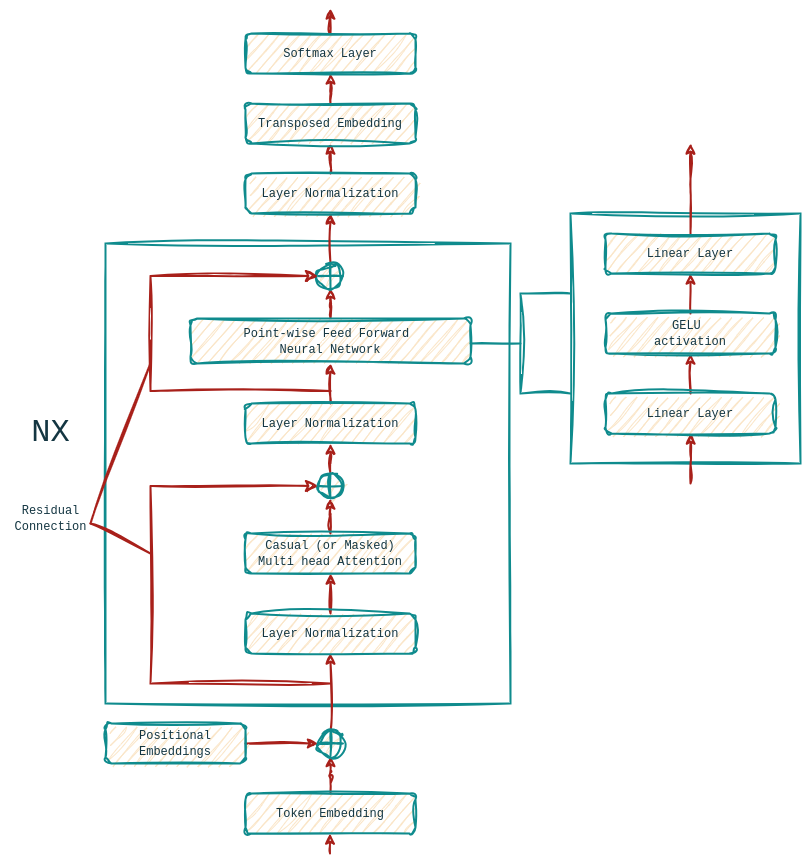 Softmax Layer
Transposed Embedding
Layer Normalization
Point-wise Feed Forward
Neural Network
Layer Normalization
NX
Residual
Connection
Casual (or Masked)
Multi head Attention
Layer Normalization
Positional
Embeddings
Token Embedding
Linear Layer
GELU
activation
Linear Layer